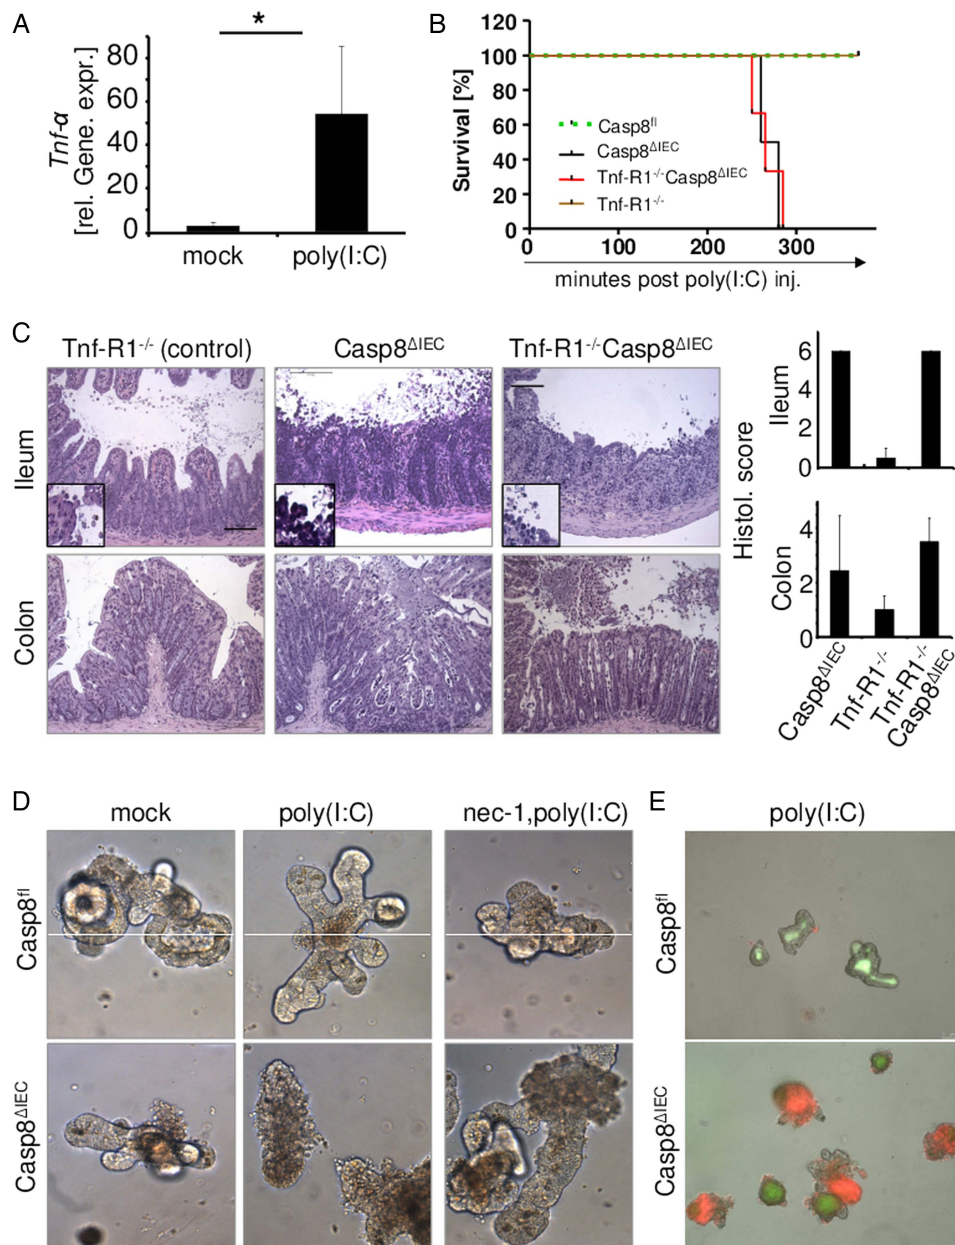 A
*
80
60
40
20
0
Tnf-α
[rel. Gene. expr.]
mock
poly(I:C)
B
120
100
80
60
40
20
0
Survival [%]
Casp8fl
Casp8ΔIEC
Tnf-R1-/-Casp8ΔIEC
Tnf-R1-/-
0
100
200
300
minutes post poly(I:C) inj.
C
Tnf-R1-/- (control)
Casp8ΔIEC
Tnf-R1-/-Casp8ΔIEC
Ileum
Colon
Histol. score
Ileum
6
4
2
0
Colon
4
2
0
Casp8ΔIEC
Tnf-R1-/-
Tnf-R1-/-
Casp8ΔIEC
D
mock
poly(I:C)
nec-1,poly(I:C)
Casp8fl
Casp8ΔIEC
E
poly(I:C)
Casp8fl
Casp8ΔIEC